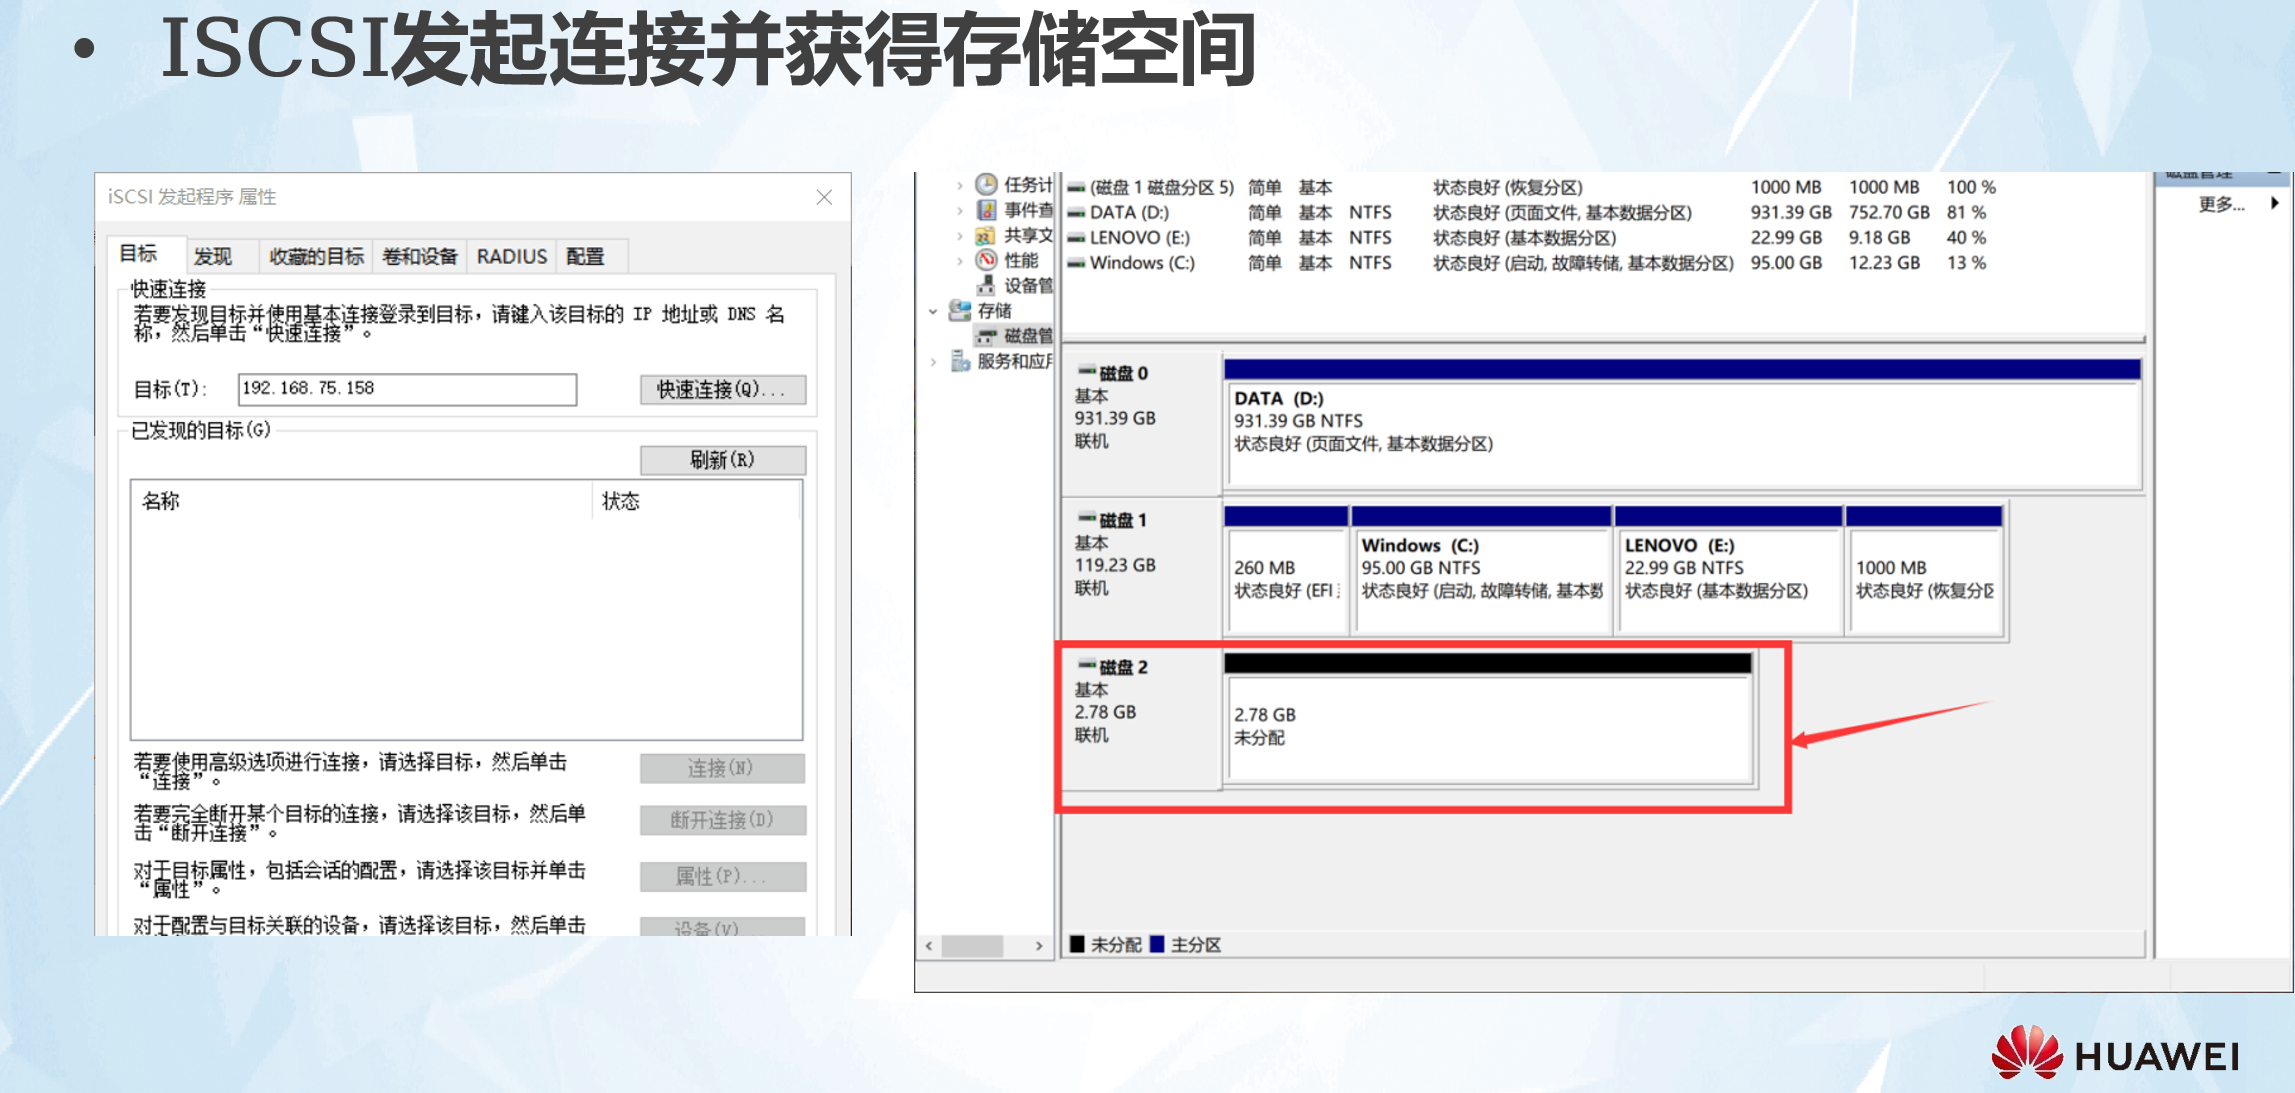 • ISCSI发起连接并获得存储空间
iSCSI 发起程序 属性
目标 发现 收藏的目标 卷和设备 RADIUS 配置
快速连接
若要发现目标并使用基本连接登录到目标，请键入该目标的 IP 地址或 DNS 名
称，然后单击“快速连接”。
目标(T): 192.168.75.158 快速连接(Q)...
已发现的目标(G)
刷新(R)
名称 状态
若要使用高级选项进行连接，请选择目标，然后单击
“连接”。
连接(N)
若要完全断开某个目标的连接，请选择该目标，然后单
击“断开连接”。
断开连接(D)
对于目标属性，包括会话的配置，请选择该目标并单击
“属性”。
属性(P)...
对于配置与目标关联的设备，请选择该目标，然后单击
设备(V)...
任务计
事件查
共享文
性能
设备管
存储
磁盘管
服务和应用
(磁盘 1 磁盘分区 5) 简单 基本 状态良好 (恢复分区) 1000 MB 1000 MB 100 %
DATA (D:) 简单 基本 NTFS 状态良好 (页面文件, 基本数据分区) 931.39 GB 752.70 GB 81 %
LENOVO (E:) 简单 基本 NTFS 状态良好 (基本数据分区) 22.99 GB 9.18 GB 40 %
Windows (C:) 简单 基本 NTFS 状态良好 (启动, 故障转储, 基本数据分区) 95.00 GB 12.23 GB 13 %
磁盘管理
更多...
磁盘 0
基本
931.39 GB
联机
DATA (D:)
931.39 GB NTFS
状态良好 (页面文件, 基本数据分区)
磁盘 1
基本
119.23 GB
联机
260 MB
状态良好 (EFI
Windows (C:)
95.00 GB NTFS
状态良好 (启动, 故障转储, 基本数
LENOVO (E:)
22.99 GB NTFS
状态良好 (基本数据分区)
1000 MB
状态良好 (恢复分区
磁盘 2
基本
2.78 GB
联机
2.78 GB
未分配
未分配 主分区
HUAWEI